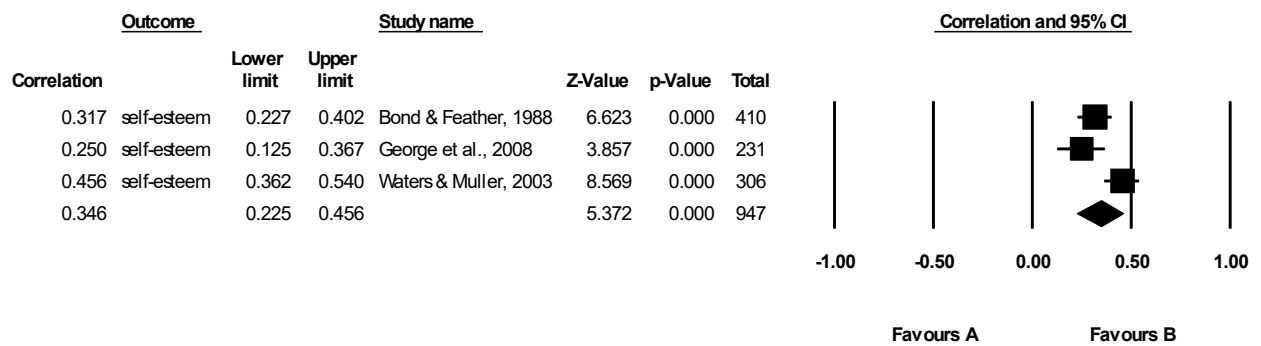 Outcome Study name Correlation and 95% CI
Lower Upper
Correlation limit limit Z-Value p-Value Total
0.317 self-esteem 0.227 0.402 Bond & Feather, 1988 6.623 0.000 410
0.250 self-esteem 0.125 0.367 George et al., 2008 3.857 0.000 231
0.456 self-esteem 0.362 0.540 Waters & Muller, 2003 8.569 0.000 306
0.346 0.225 0.456 5.372 0.000 947
-1.00 -0.50 0.00 0.50 1.00
Favours A Favours B